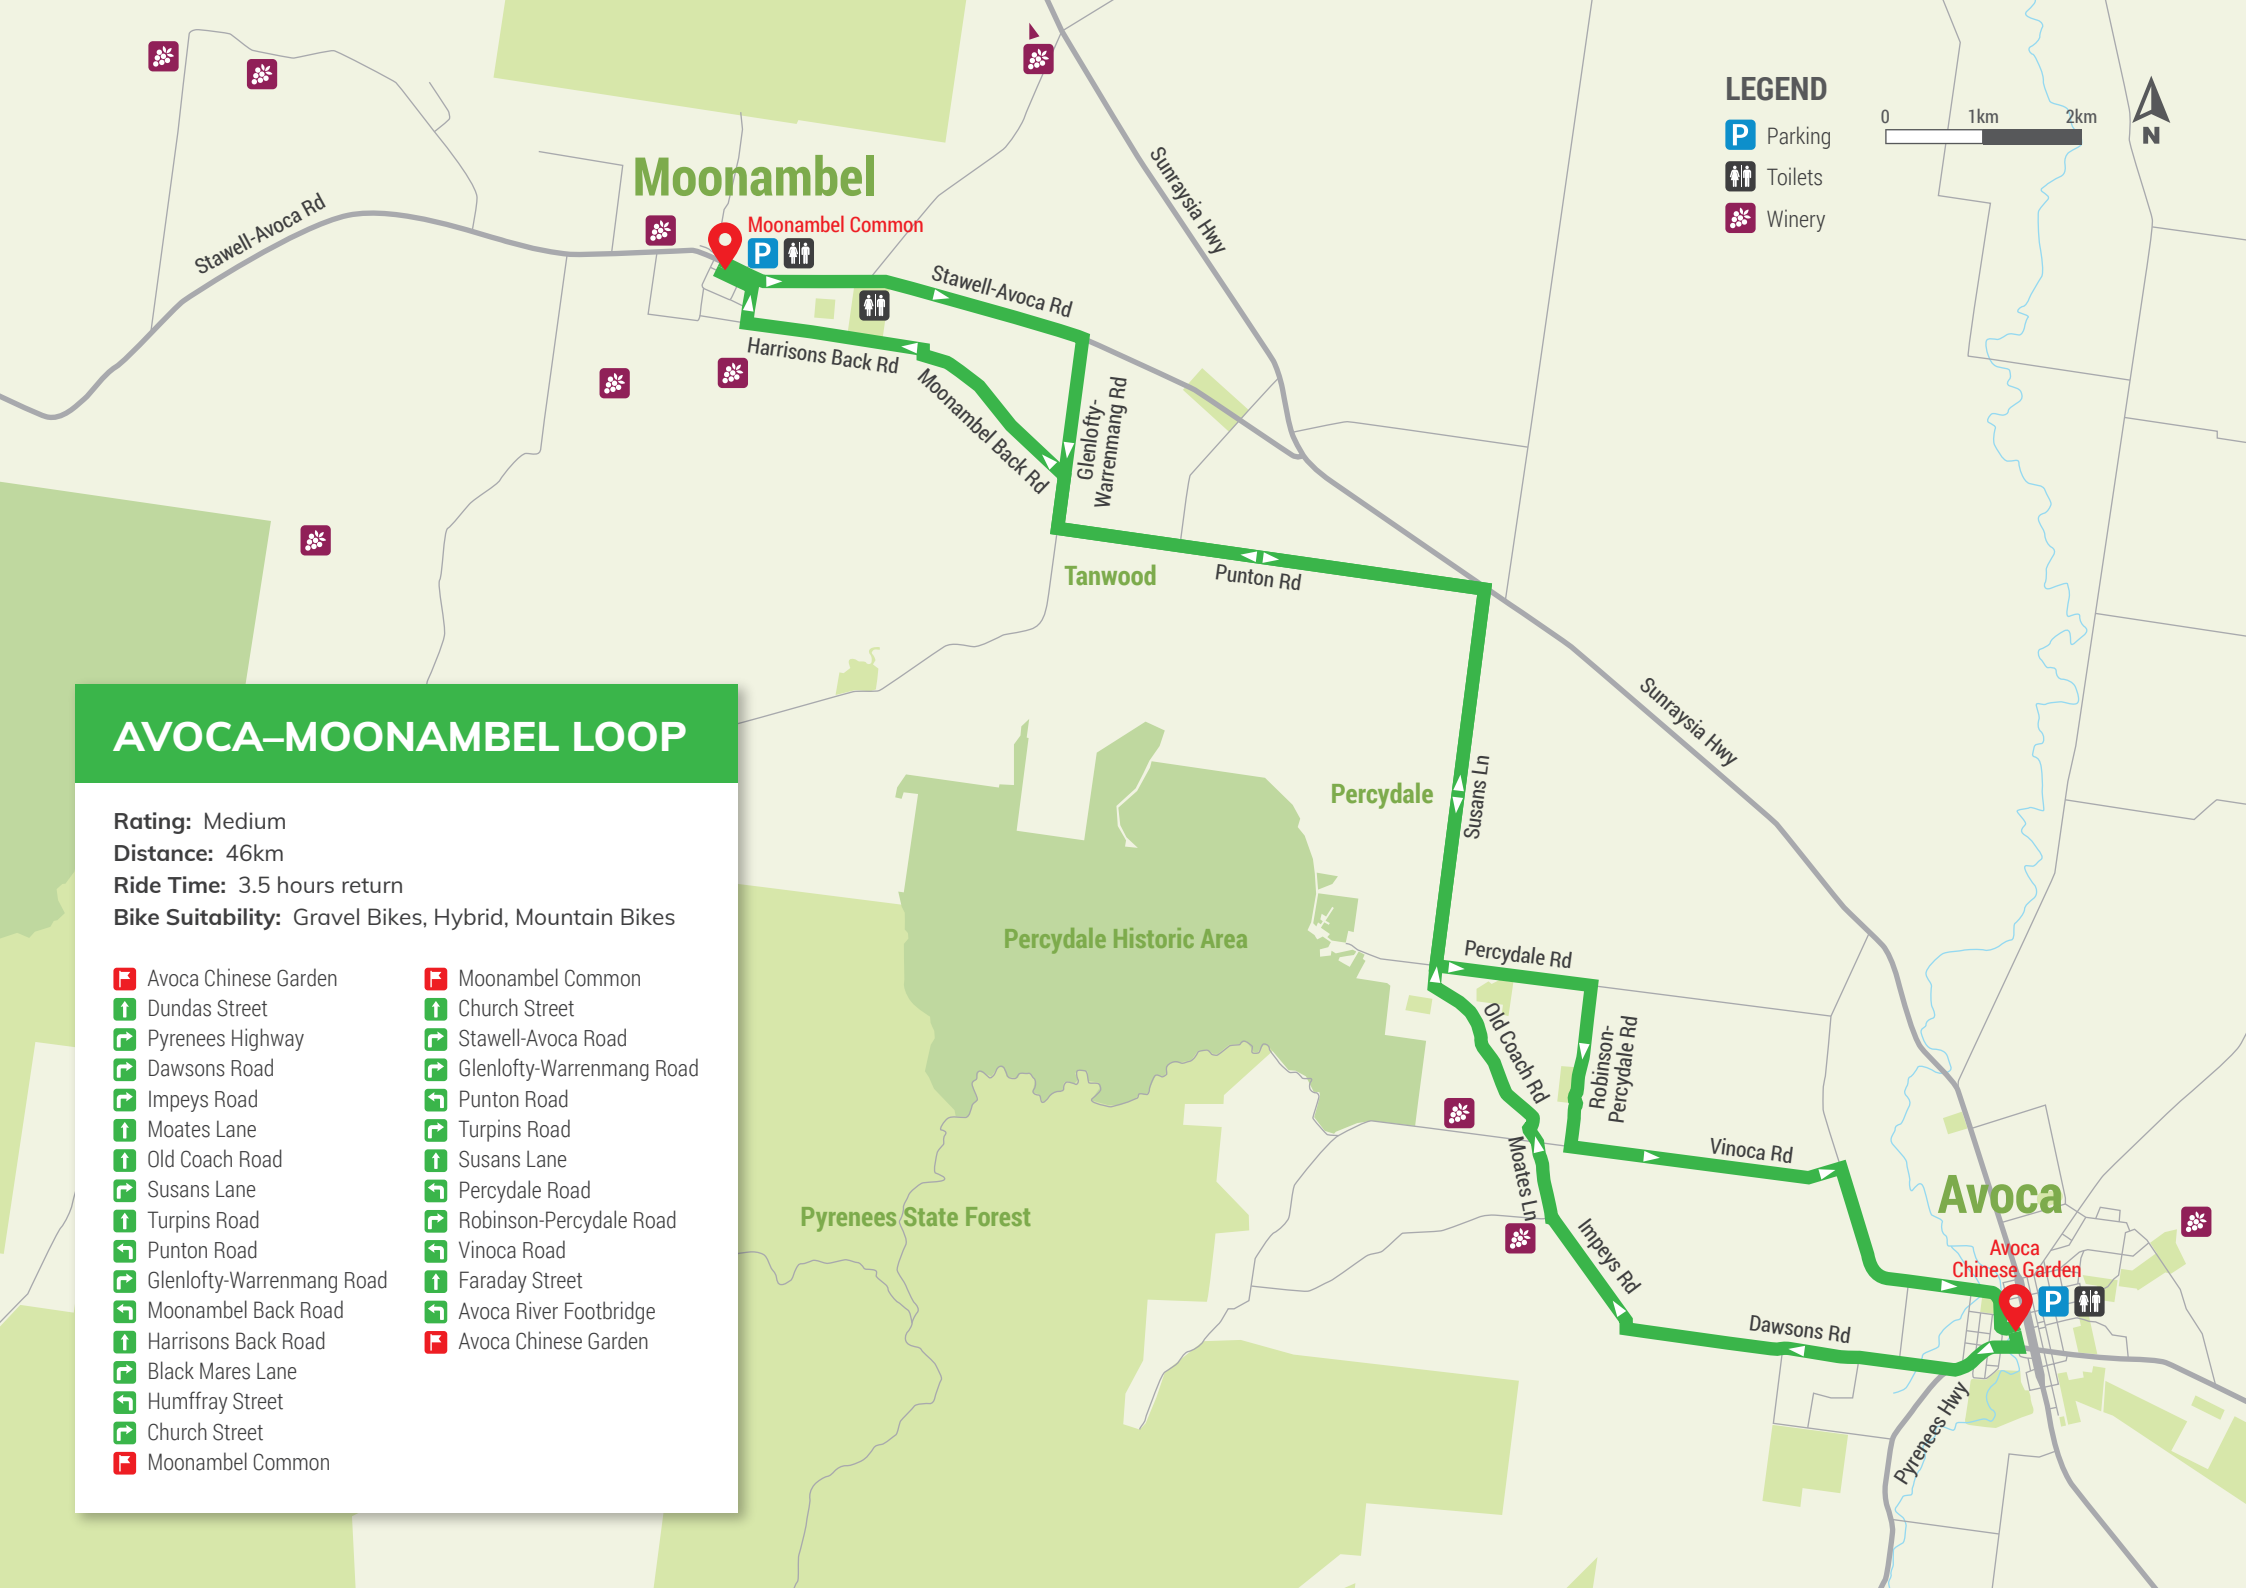 LEGEND
0 1km 2km
P Parking
Toilets
Winery
N
Moonambel
Moonambel Common
P
Stawell-Avoca Rd
Stawell-Avoca Rd
Sunraysia Hwy
Harrisons Back Rd
Moonambel Back Rd
Glenlofty-
Warrenmang Rd
Tanwood
Punton Rd
Sunraysia Hwy
Percydale
Susans Ln
Percydale Historic Area
Percydale Rd
Old Coach Rd
Robinson-
Percydale Rd
Vinoca Rd
Moates Ln
Impeys Rd
Pyrenees State Forest
Avoca
Avoca
Chinese Garden
P
Dawsons Rd
Pyrenees Hwy
AVOCA–MOONAMBEL LOOP
Rating: Medium
Distance: 46km
Ride Time: 3.5 hours return
Bike Suitability: Gravel Bikes, Hybrid, Mountain Bikes
Avoca Chinese Garden
Dundas Street
Pyrenees Highway
Dawsons Road
Impeys Road
Moates Lane
Old Coach Road
Susans Lane
Turpins Road
Punton Road
Glenlofty-Warrenmang Road
Moonambel Back Road
Harrisons Back Road
Black Mares Lane
Humffray Street
Church Street
Moonambel Common
Moonambel Common
Church Street
Stawell-Avoca Road
Glenlofty-Warrenmang Road
Punton Road
Turpins Road
Susans Lane
Percydale Road
Robinson-Percydale Road
Vinoca Road
Faraday Street
Avoca River Footbridge
Avoca Chinese Garden